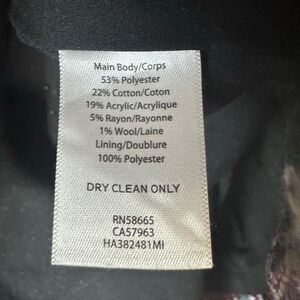 Main Body/Corps
53% Polyester
22% Cotton/Coton
19% Acrylic/Acrylique
5% Rayon/Rayonne
1% Wool/Laine
Lining/Doublure
100% Polyester
DRY CLEAN ONLY
RN58665
CA57963
HA382481MI